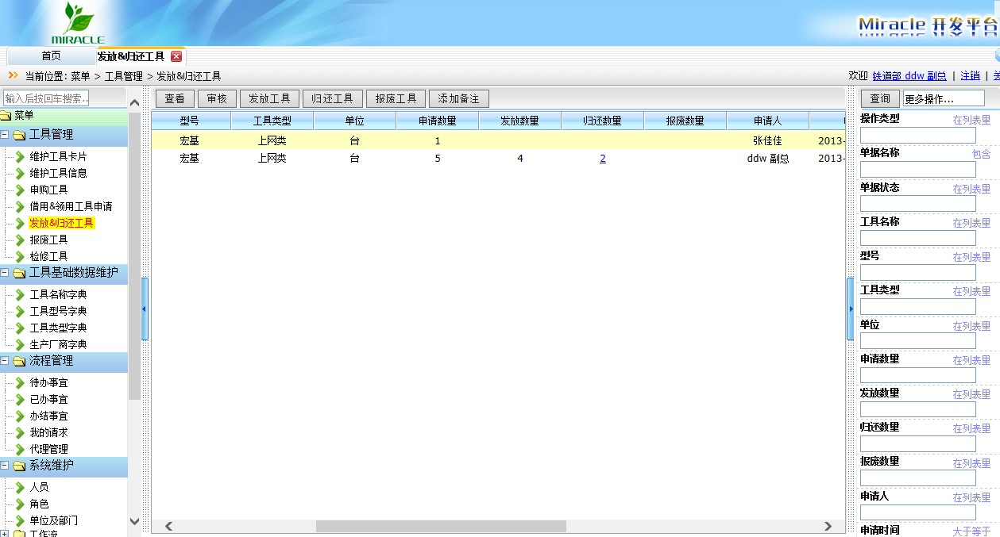 MIRACLE
Miracle 开发平台
首页 发放&归还工具
当前位置: 菜单 > 工具管理 > 发放&归还工具
欢迎 铁道部 ddw 副总 | 注销 |
输入后按回车搜索..
菜单
工具管理
维护工具卡片
维护工具信息
申购工具
借用&领用工具申请
发放&归还工具
报废工具
检修工具
工具基础数据维护
工具名称字典
工具型号字典
工具类型字典
生产厂商字典
流程管理
待办事宜
已办事宜
办结事宜
我的请求
代理管理
系统维护
人员
角色
单位及部门
工作流
查看 审核 发放工具 归还工具 报废工具 添加备注
型号 工具类型 单位 申请数量 发放数量 归还数量 报废数量 申请人
宏基 上网类 台 1 张佳佳 2013-
宏基 上网类 台 5 4 2 ddw 副总 2013-
查询 更多操作...
操作类型 在列表里
单据名称 包含
单据状态 在列表里
工具名称 在列表里
型号 在列表里
工具类型 在列表里
单位 在列表里
申请数量 在列表里
发放数量 在列表里
归还数量 在列表里
报废数量 在列表里
申请人 在列表里
申请时间 大于等于